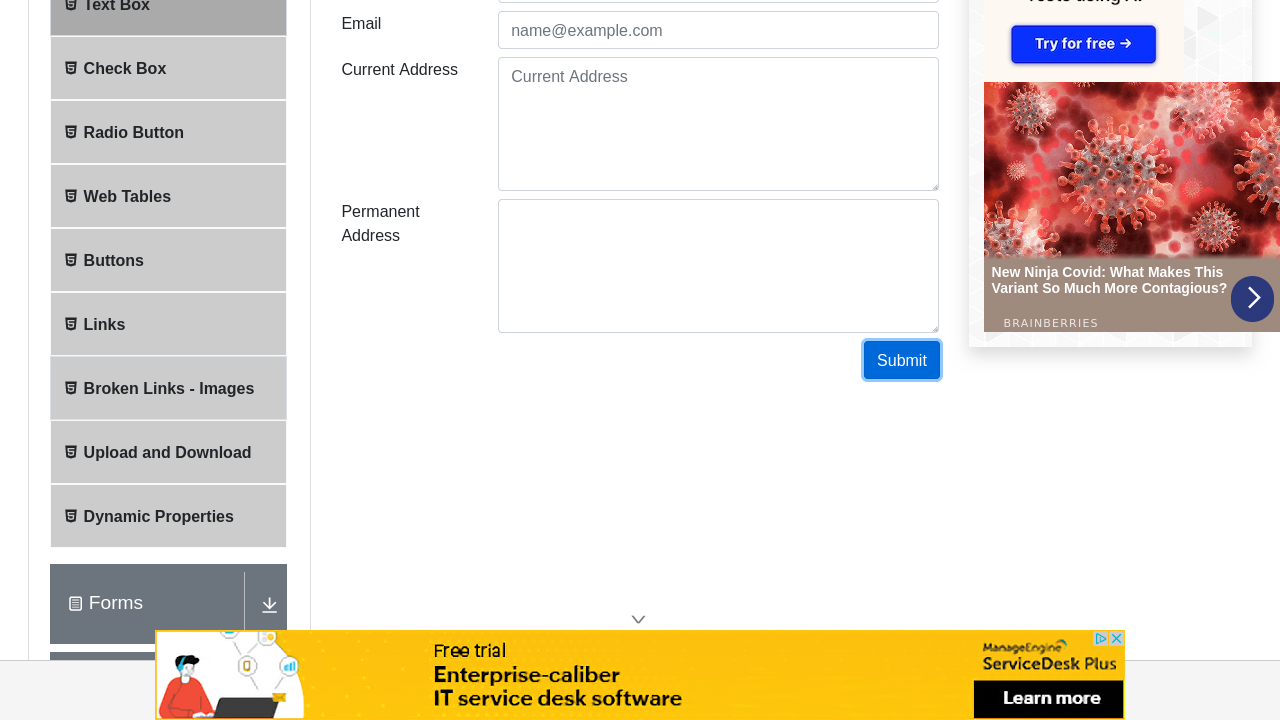 Text Box
Check Box
Radio Button
Web Tables
Buttons
Links
Broken Links - Images
Upload and Download
Dynamic Properties
Forms
Email
name@example.com
Current Address
Current Address
Permanent
Address
Submit
Try for free →
New Ninja Covid: What Makes This
Variant So Much More Contagious?
BRAINBERRIES
Free trial
Enterprise-caliber
IT service desk software
ManageEngine
ServiceDesk Plus
Learn more